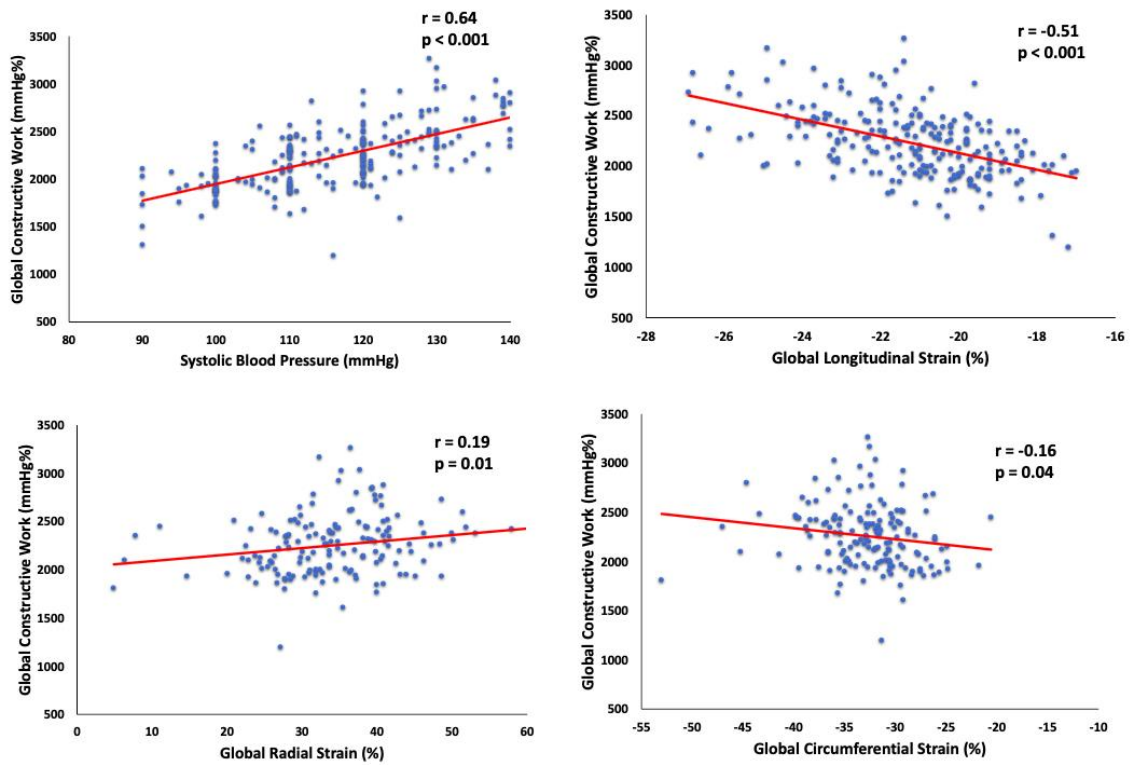 r = 0.64
p < 0.001
Global Constructive Work (mmHg%)
3500
3000
2500
2000
1500
1000
500
80 90 100 110 120 130 140
Systolic Blood Pressure (mmHg)
r = -0.51
p < 0.001
Global Constructive Work (mmHg%)
3500
3000
2500
2000
1500
1000
500
-28 -26 -24 -22 -20 -18 -16
Global Longitudinal Strain (%)
r = 0.19
p = 0.01
Global Constructive Work (mmHg%)
3500
3000
2500
2000
1500
1000
500
0 10 20 30 40 50 60
Global Radial Strain (%)
r = -0.16
p = 0.04
Global Constructive Work (mmHg%)
3500
3000
2500
2000
1500
1000
500
-55 -50 -45 -40 -35 -30 -25 -20 -15 -10
Global Circumferential Strain (%)